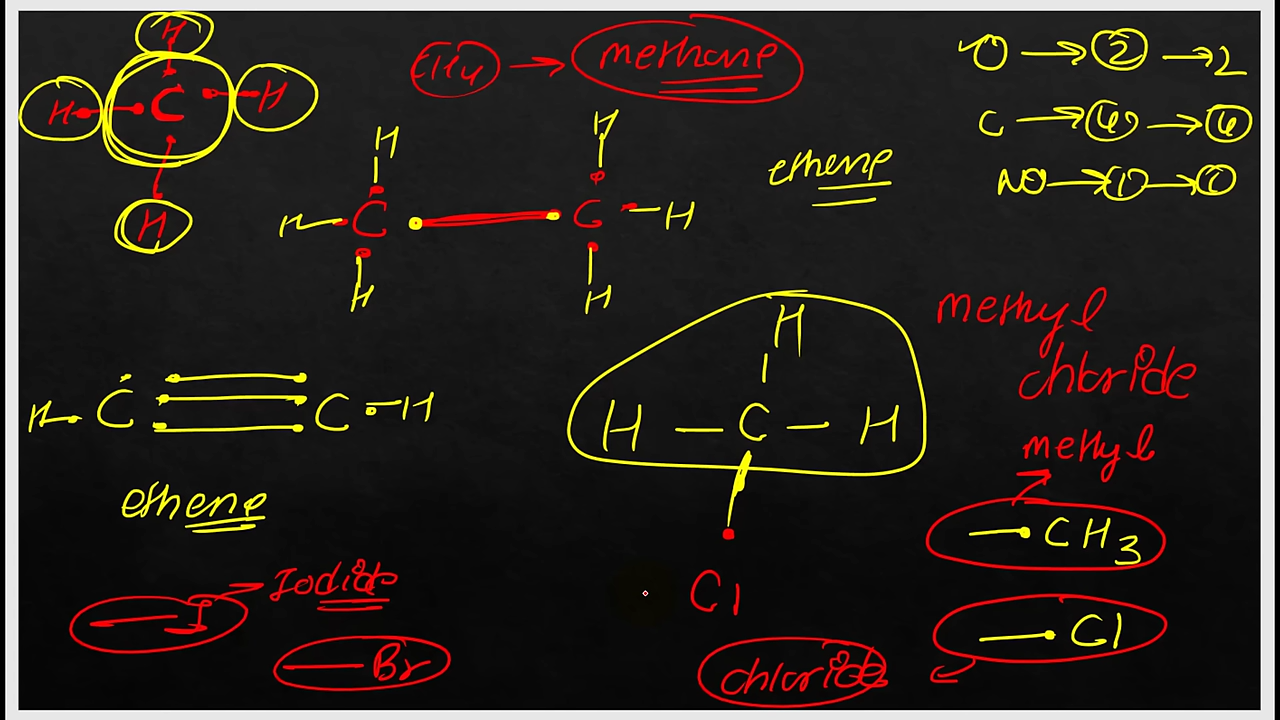 H
H C H
H
CH4 → methane
O → 2 → 2
C → 4 → 4
NO → 1 → 1
ethene
H H
H C C H
H H
H C C H
ethene
H
H — C — H
Cl
chloride
methyl
chloride
methyl
— CH3
— Cl
— I → Iodide
— Br